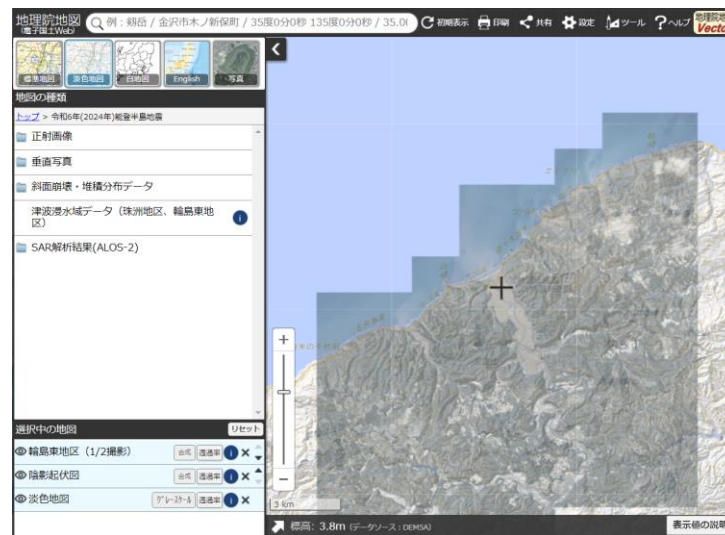 地理院地図
(電子国土Web)
例：剱岳 / 金沢市木ノ新保町 / 35度0分0秒 135度0分0秒 / 35.0
初期表示
印刷
共有
設定
ツール
ヘルプ
地理院地
Vecto
標準地図
淡色地図
白地図
English
写真
地図の種類
トップ > 令和6年(2024年)能登半島地震
正射画像
垂直写真
斜面崩壊・堆積分布データ
津波浸水域データ（珠洲地区、輪島東地
区）
SAR解析結果(ALOS-2)
選択中の地図
リセット
輪島東地区（1/2撮影） 合成 透過率
陰影起伏図 合成 透過率
淡色地図 グレースケール 透過率
3 km
標高: 3.8m (データソース：DEM5A)
表示値の説明